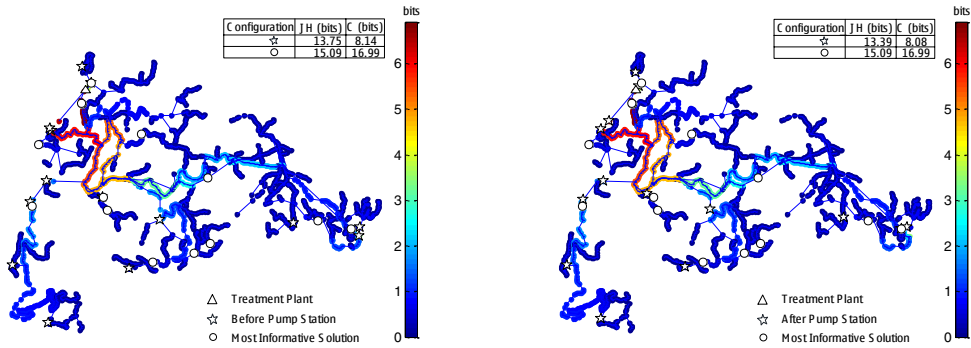 bits
Configuration JH (bits) C (bits)
13.75 8.14
15.09 16.99
6
5
4
3
2
1
0
Treatment Plant
Before Pump Station
Most Informative Solution
bits
Configuration JH (bits) C (bits)
13.39 8.08
15.09 16.99
6
5
4
3
2
1
0
Treatment Plant
After Pump Station
Most Informative Solution